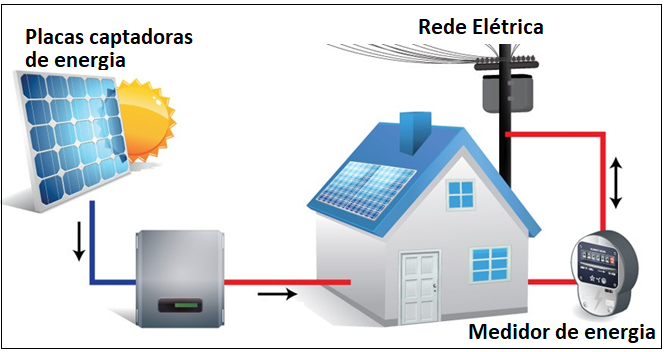 Placas captadoras
de energia
Rede Elétrica
Medidor de energia